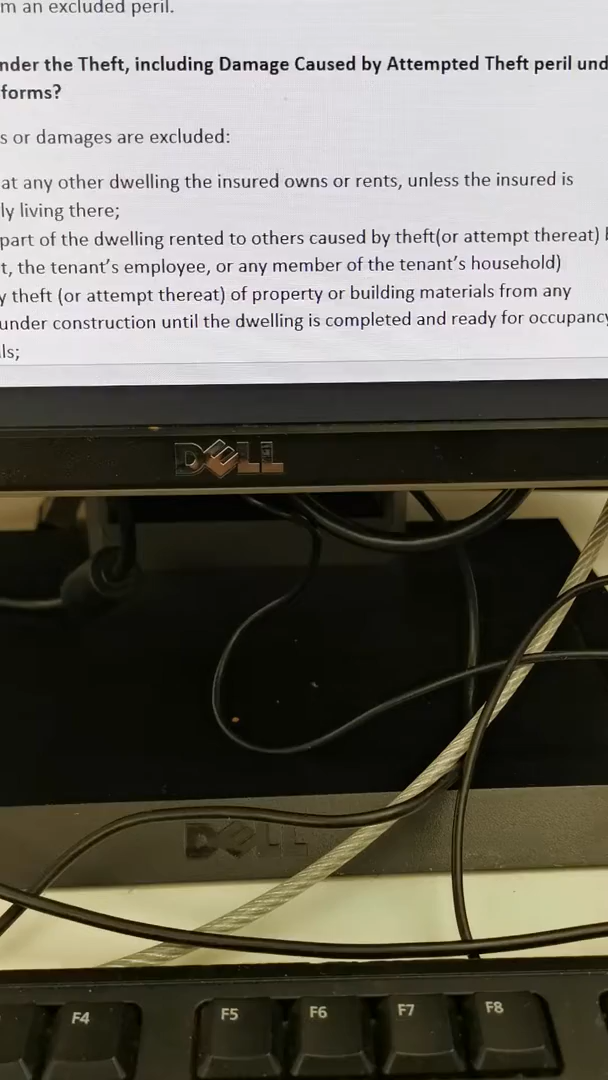 m an excluded peril.
nder the Theft, including Damage Caused by Attempted Theft peril und
forms?
s or damages are excluded:
at any other dwelling the insured owns or rents, unless the insured is
ly living there;
part of the dwelling rented to others caused by theft(or attempt thereat)
t, the tenant's employee, or any member of the tenant's household)
y theft (or attempt thereat) of property or building materials from any
under construction until the dwelling is completed and ready for occupancy
ls;
DELL
DELL
F4 F5 F6 F7 F8